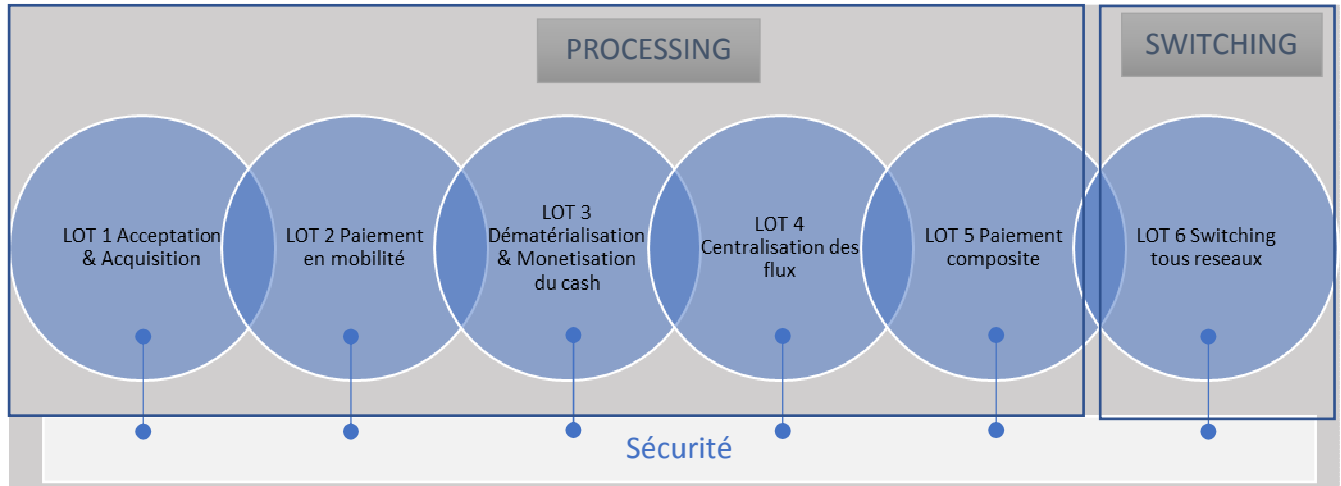 PROCESSING
SWITCHING
LOT 1 Acceptation
& Acquisition
LOT 2 Paiement
en mobilité
LOT 3
Dématérialisation
& Monetisation
du cash
LOT 4
Centralisation des
flux
LOT 5 Paiement
composite
LOT 6 Switching
tous reseaux
Sécurité